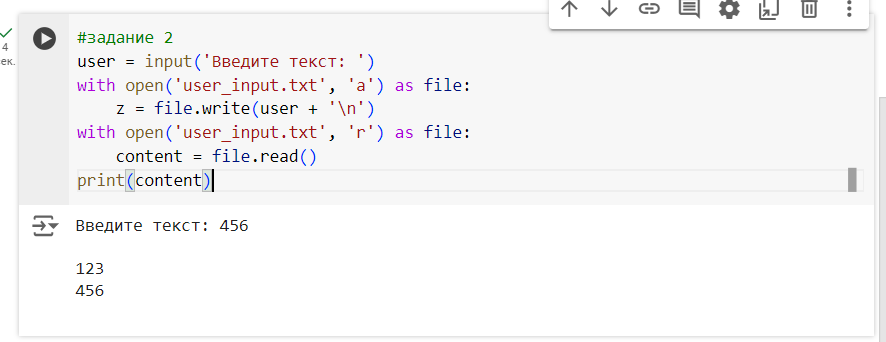 4
ек.
#задание 2
user = input('Введите текст: ')
with open('user_input.txt', 'a') as file:
    z = file.write(user + '\n')
with open('user_input.txt', 'r') as file:
    content = file.read()
print(content)
Введите текст: 456
123
456